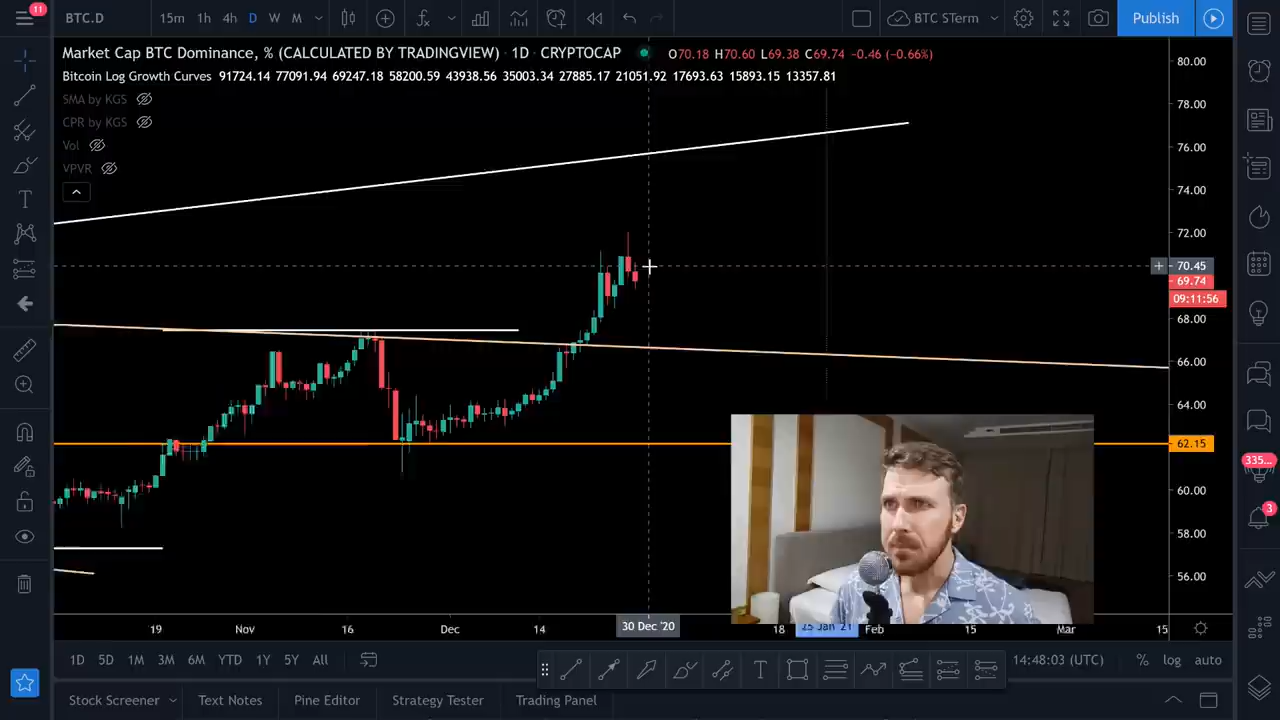 11
BTC.D
15m 1h 4h D W M
BTC STerm
Publish
Market Cap BTC Dominance, % (CALCULATED BY TRADINGVIEW) · 1D · CRYPTOCAP
O70.18 H70.60 L69.38 C69.74 -0.46 (-0.66%)
Bitcoin Log Growth Curves 91724.14 77091.94 69247.18 58200.59 43938.56 35003.34 27885.17 21051.92 17693.63 15893.15 13357.81
SMA by KGS
CPR by KGS
Vol
VPVR
80.00
78.00
76.00
74.00
72.00
70.45
69.74
09:11:56
68.00
66.00
64.00
62.15
60.00
58.00
56.00
335...
3
19 Nov 16 Dec 14 30 Dec '20 18 25 Jan '21 Feb 15 Mar 15
1D 5D 1M 3M 6M YTD 1Y 5Y All
14:48:03 (UTC) % log auto
Stock Screener Text Notes Pine Editor Strategy Tester Trading Panel